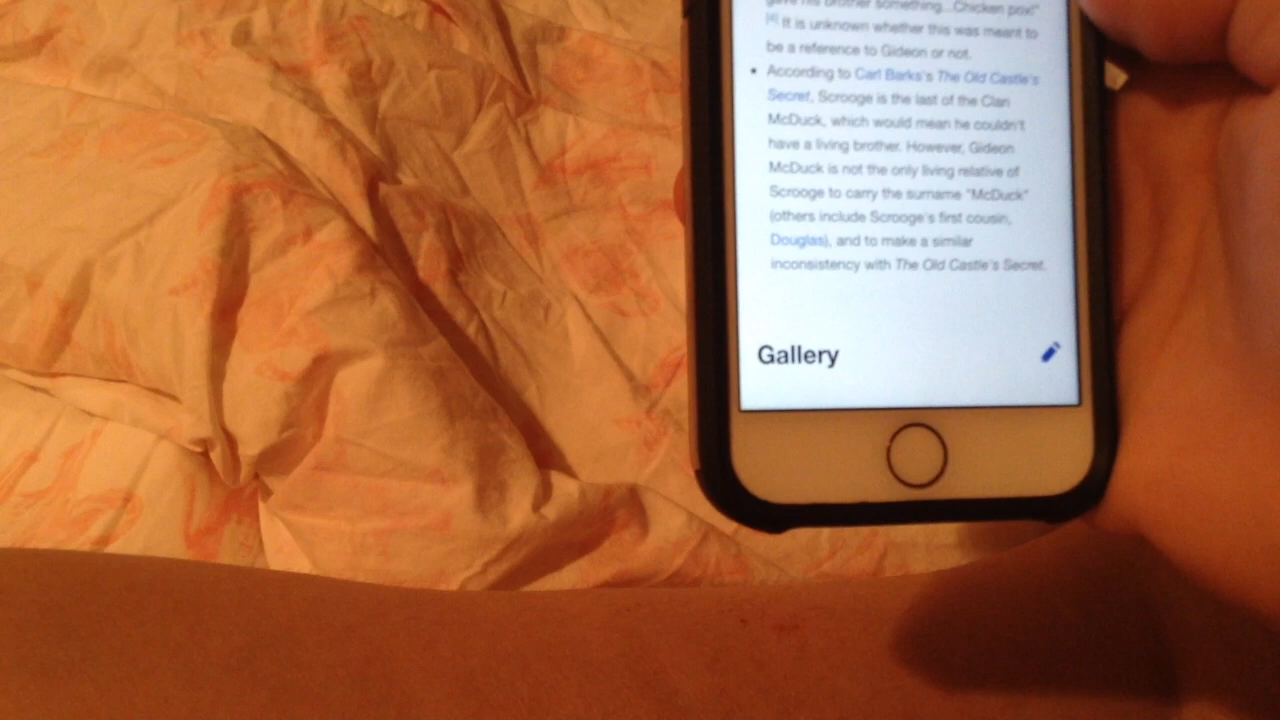 gave his brother something...Chicken pox!"
[4] It is unknown whether this was meant to
be a reference to Gideon or not.
• According to Carl Barks's The Old Castle's
Secret, Scrooge is the last of the Clan
McDuck, which would mean he couldn't
have a living brother. However, Gideon
McDuck is not the only living relative of
Scrooge to carry the surname "McDuck"
(others include Scrooge's first cousin,
Douglas), and to make a similar
inconsistency with The Old Castle's Secret.
Gallery